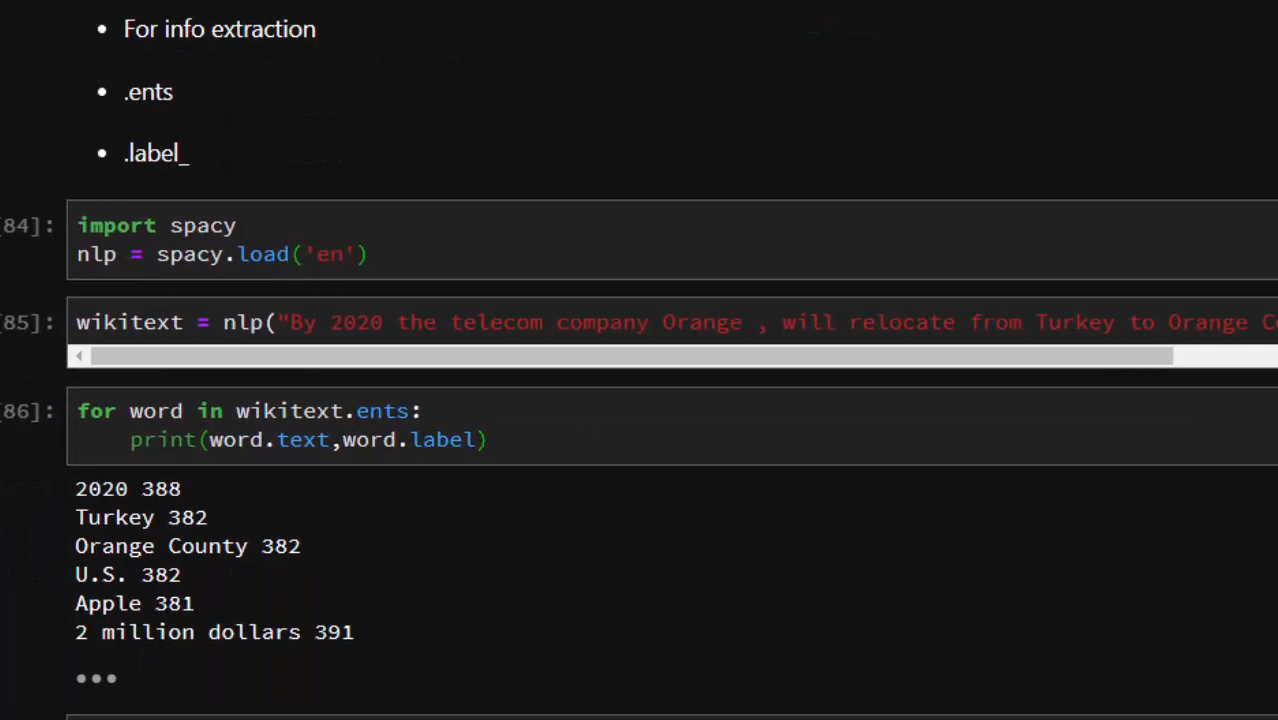 • For info extraction
• .ents
• .label_
[84]: import spacy
nlp = spacy.load('en')
[85]: wikitext = nlp("By 2020 the telecom company Orange , will relocate from Turkey to Orange
[86]: for word in wikitext.ents:
print(word.text,word.label)
2020 388
Turkey 382
Orange County 382
U.S. 382
Apple 381
2 million dollars 391